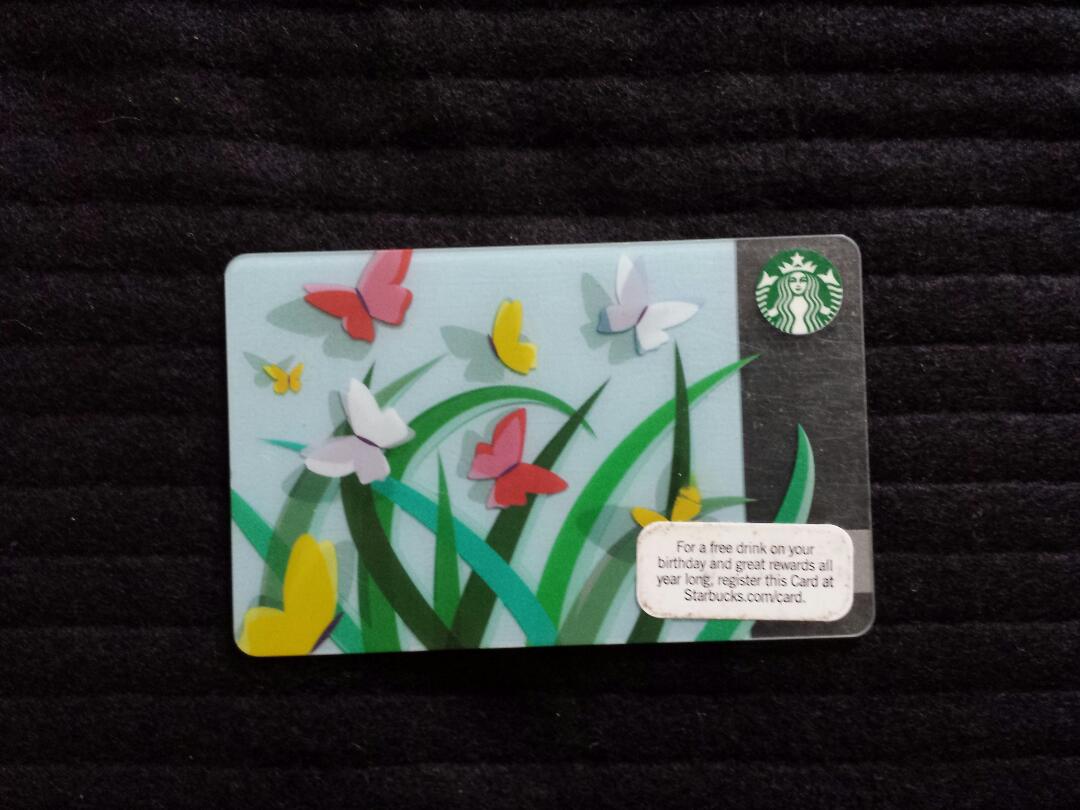 For a free drink on your
birthday and great rewards all
year long, register this Card at
Starbucks.com/card.